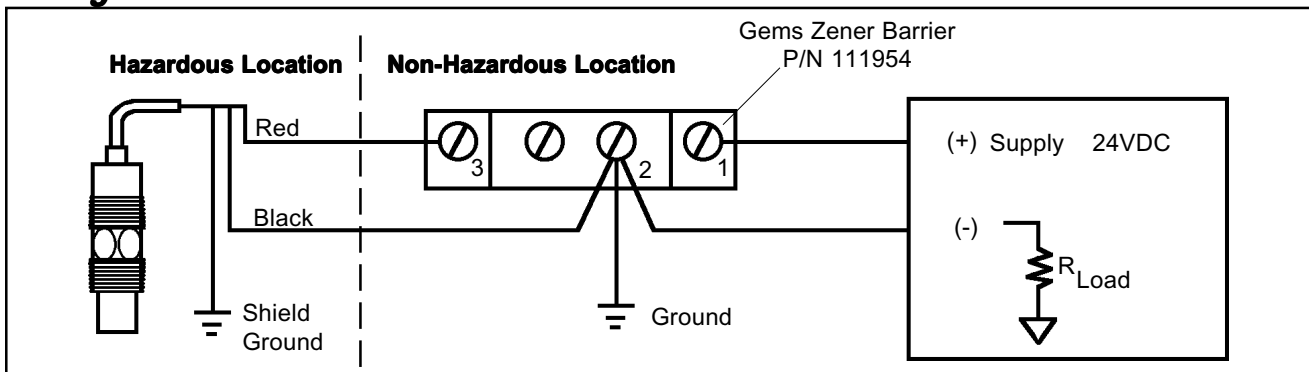 Gems Zener Barrier
P/N 111954
Hazardous Location
Non-Hazardous Location
Red
3
2
1
(+) Supply 24VDC
Black
(-)
R Load
Shield
Ground
Ground